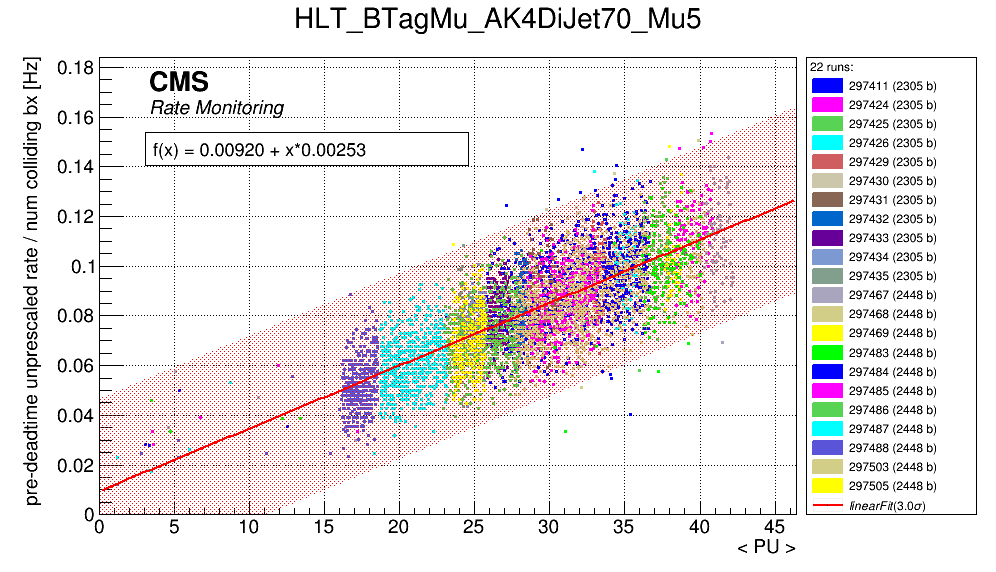 HLT_BTagMu_AK4DiJet70_Mu5
pre-deadtime unprescaled rate / num colliding bx [Hz]
0.18
0.16
0.14
0.12
0.1
0.08
0.06
0.04
0.02
0
CMS
Rate Monitoring
f(x) = 0.00920 + x*0.00253
0 5 10 15 20 25 30 35 40 45
< PU >
22 runs:
297411 (2305 b)
297424 (2305 b)
297425 (2305 b)
297426 (2305 b)
297429 (2305 b)
297430 (2305 b)
297431 (2305 b)
297432 (2305 b)
297433 (2305 b)
297434 (2305 b)
297435 (2305 b)
297467 (2448 b)
297468 (2448 b)
297469 (2448 b)
297483 (2448 b)
297484 (2448 b)
297485 (2448 b)
297486 (2448 b)
297487 (2448 b)
297488 (2448 b)
297503 (2448 b)
297505 (2448 b)
linearFit(3.0σ)